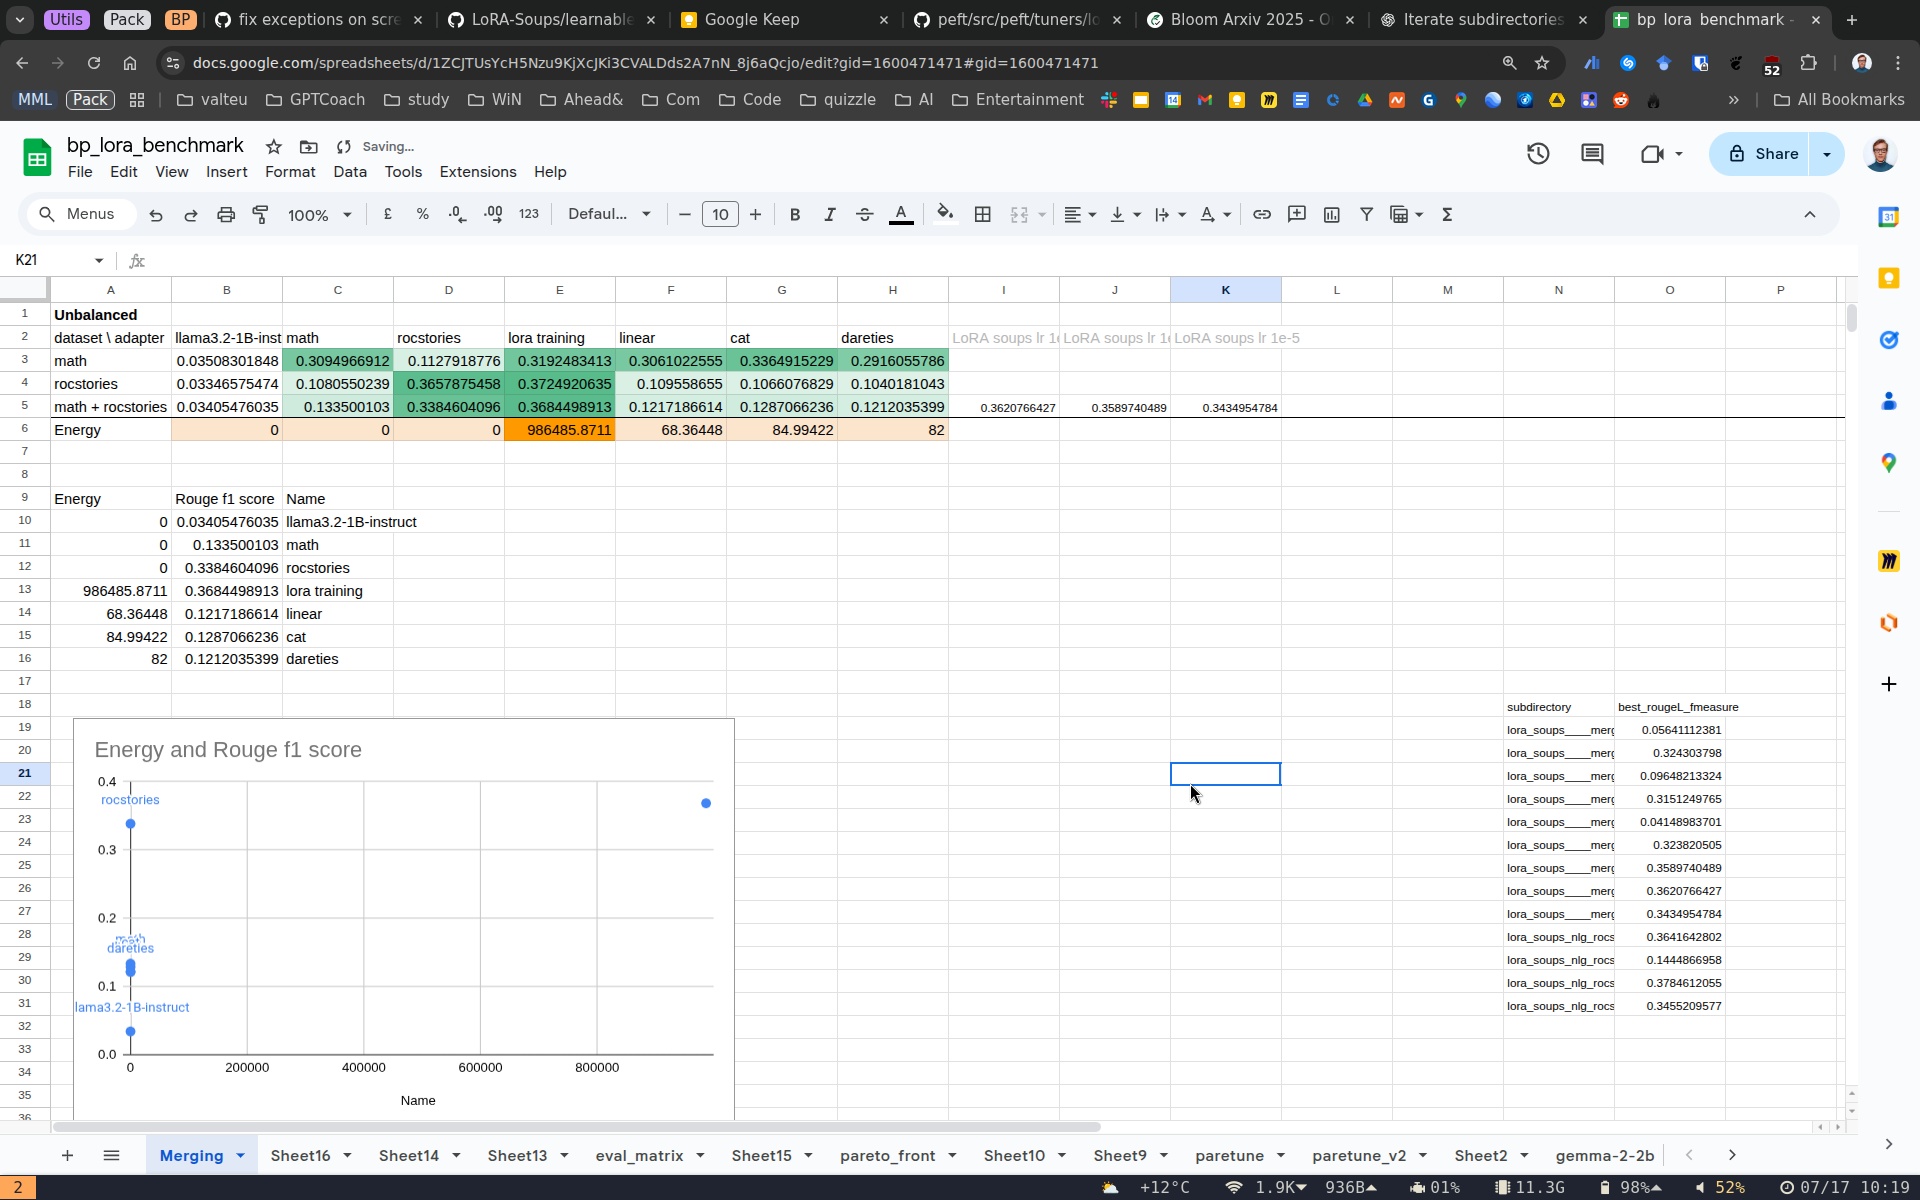 Utils Pack BP fix exceptions on scre LoRA-Soups/learnable Google Keep peft/src/peft/tuners/lo Bloom Arxiv 2025 - O Iterate subdirectories bp_lora_benchmark -
docs.google.com/spreadsheets/d/1ZCJTUsYcH5Nzu9KjXcJKi3CVALDds2A7nN_8j6aQcjo/edit?gid=1600471471#gid=1600471471 52
MML Pack valteu GPTCoach study WiN Ahead& Com Code quizzle AI Entertainment 14 » All Bookmarks
bp_lora_benchmark Saving...
File Edit View Insert Format Data Tools Extensions Help Share
Menus 100% £ % .0 .00 123 Defaul... 10 B I A Σ
K21 fx
A B C D E F G H I J K L M N O P
1 Unbalanced
2 dataset \ adapter llama3.2-1B-inst math rocstories lora training linear cat dareties LoRA soups lr 1e LoRA soups lr 1e LoRA soups lr 1e-5
3 math 0.03508301848 0.3094966912 0.1127918776 0.3192483413 0.3061022555 0.3364915229 0.2916055786
4 rocstories 0.03346575474 0.1080550239 0.3657875458 0.3724920635 0.109558655 0.1066076829 0.1040181043
5 math + rocstories 0.03405476035 0.133500103 0.3384604096 0.3684498913 0.1217186614 0.1287066236 0.1212035399 0.3620766427 0.3589740489 0.3434954784
6 Energy 0 0 0 986485.8711 68.36448 84.99422 82
7
8
9 Energy Rouge f1 score Name
10 0 0.03405476035 llama3.2-1B-instruct
11 0 0.133500103 math
12 0 0.3384604096 rocstories
13 986485.8711 0.3684498913 lora training
14 68.36448 0.1217186614 linear
15 84.99422 0.1287066236 cat
16 82 0.1212035399 dareties
17
18 subdirectory best_rougeL_fmeasure
19 lora_soups____merg 0.05641112381
20 lora_soups____merg 0.324303798
21 lora_soups____merg 0.09648213324
22 lora_soups____merg 0.3151249765
23 lora_soups____merg 0.04148983701
24 lora_soups____merg 0.323820505
25 lora_soups____merg 0.3589740489
26 lora_soups____merg 0.3620766427
27 lora_soups____merg 0.3434954784
28 lora_soups_nlg_rocs 0.3641642802
29 lora_soups_nlg_rocs 0.1444866958
30 lora_soups_nlg_rocs 0.3784612055
31 lora_soups_nlg_rocs 0.3455209577
32
33
34
35
36
Energy and Rouge f1 score
0.4
rocstories
0.3
0.2
dareties
0.1
lama3.2-1B-instruct
0.0
0 200000 400000 600000 800000
Name
31
Merging Sheet16 Sheet14 Sheet13 eval_matrix Sheet15 pareto_front Sheet10 Sheet9 paretune paretune_v2 Sheet2 gemma-2-2b
2 +12°C 1.9K 936B 01% 11.3G 98% 52% 07/17 10:19